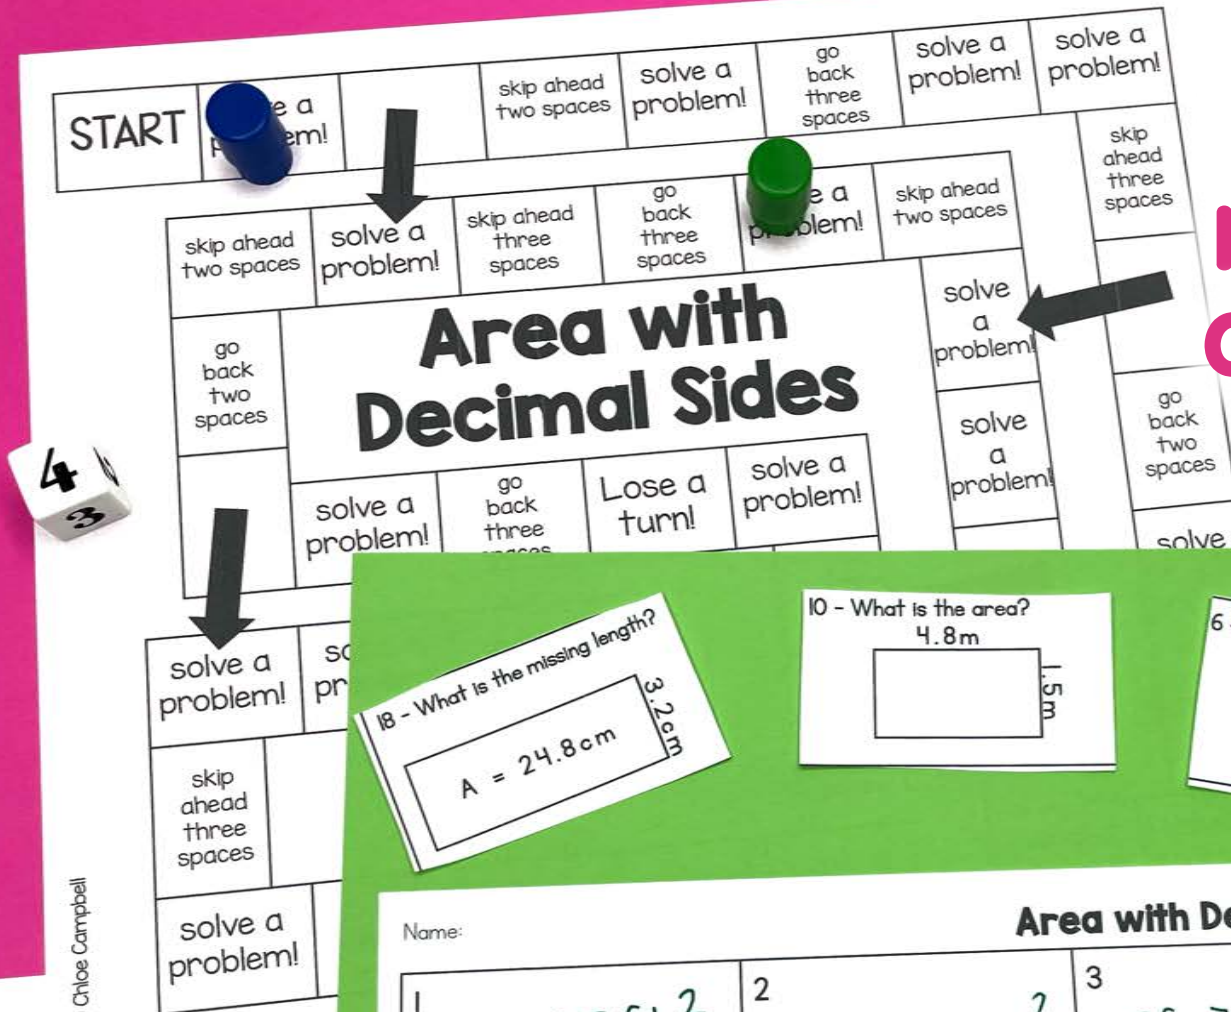 START
em!
skip ahead
two spaces
solve a
problem!
go
back
three
spaces
solve a
problem!
solve a
problem!
skip
ahead
three
spaces
go
back
two
spaces
solve
skip ahead
two spaces
solve a
problem!
skip ahead
three
spaces
go
back
three
spaces
a
skip ahead
two spaces
solve
a
problem!
solve
a
problem!
go
back
two
spaces
Area with
Decimal Sides
4
3
solve a
problem!
go
back
three
Lose a
turn!
solve a
problem!
solve a
problem!
skip
ahead
three
spaces
solve a
problem!
Chloe Campbell
18 - What is the missing length?
3.2cm
A = 24.8cm
10 - What is the area?
4.8m
1.5m
6
Name:
Area with De
1
2
3